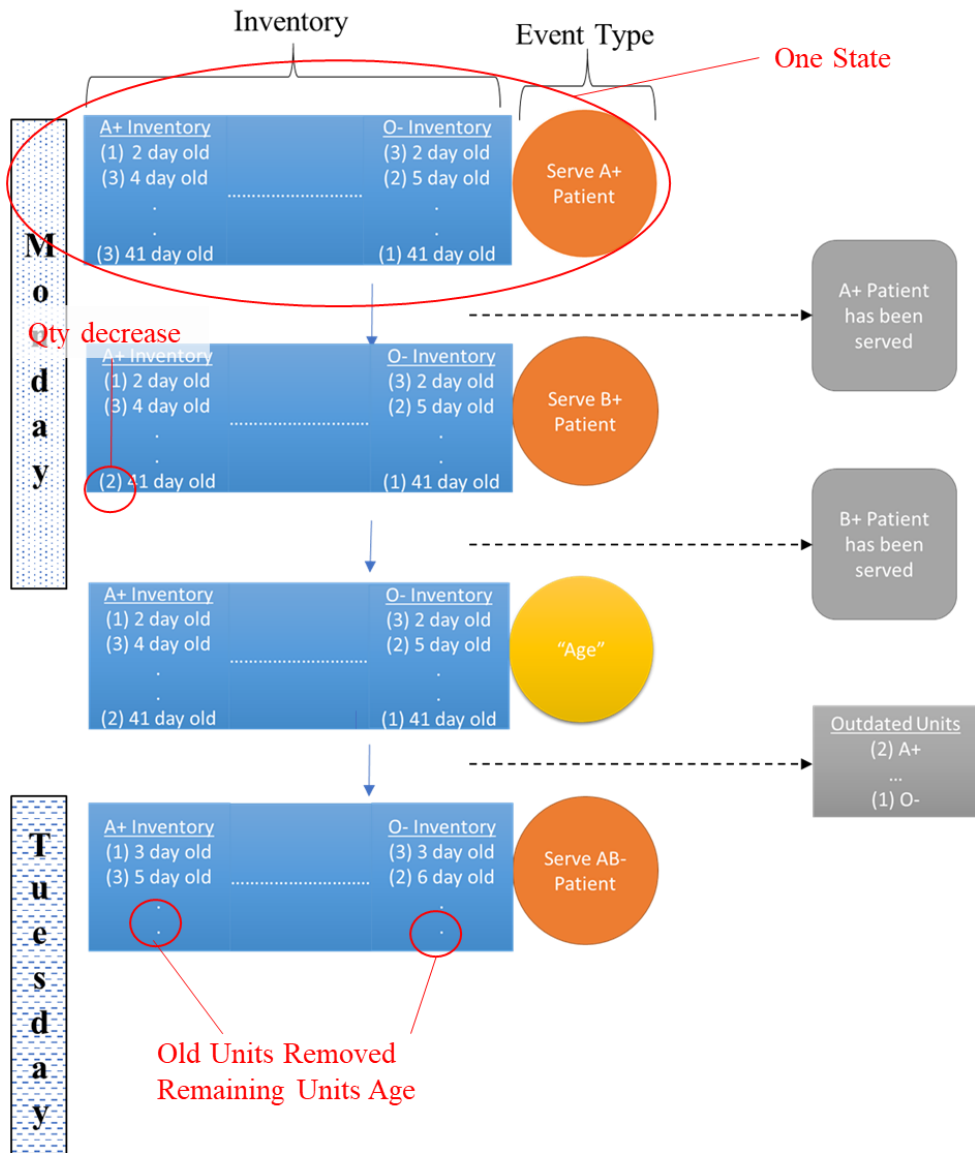 Inventory
Event Type
One State
A+ Inventory
(1) 2 day old
(3) 4 day old
.
.
(3) 41 day old
....................
O- Inventory
(3) 2 day old
(2) 5 day old
.
.
(1) 41 day old
Serve A+
Patient
Monday
A+ Patient
has been
served
Qty decrease
A+ Inventory
(1) 2 day old
(3) 4 day old
.
.
(2) 41 day old
....................
O- Inventory
(3) 2 day old
(2) 5 day old
.
.
(1) 41 day old
Serve B+
Patient
B+ Patient
has been
served
A+ Inventory
(1) 2 day old
(3) 4 day old
.
.
(2) 41 day old
....................
O- Inventory
(3) 2 day old
(2) 5 day old
.
.
(1) 41 day old
“Age”
Outdated Units
(2) A+
...
(1) O-
Tuesday
A+ Inventory
(1) 3 day old
(3) 5 day old
.
.
....................
O- Inventory
(3) 3 day old
(2) 6 day old
.
.
Serve AB-
Patient
Old Units Removed
Remaining Units Age